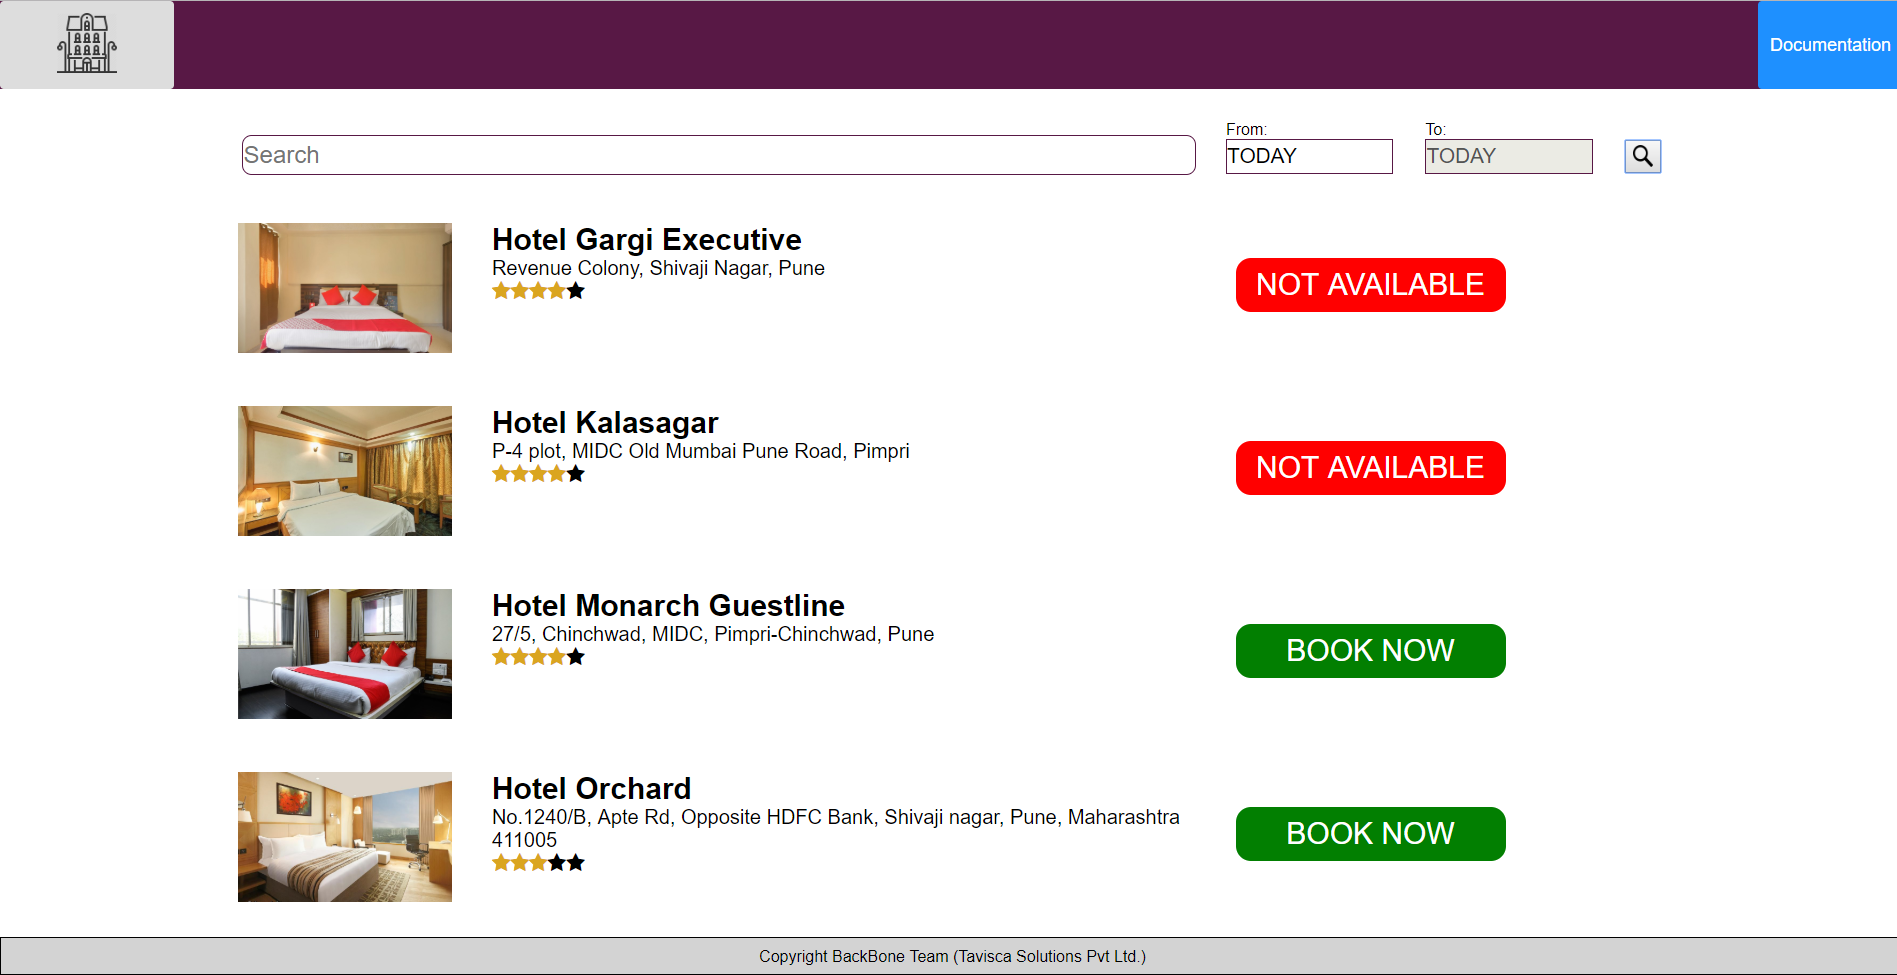 Documentation
From:
To:
Search
TODAY
TODAY
Hotel Gargi Executive
Revenue Colony, Shivaji Nagar, Pune
NOT AVAILABLE
Hotel Kalasagar
P-4 plot, MIDC Old Mumbai Pune Road, Pimpri
NOT AVAILABLE
Hotel Monarch Guestline
27/5, Chinchwad, MIDC, Pimpri-Chinchwad, Pune
BOOK NOW
Hotel Orchard
No.1240/B, Apte Rd, Opposite HDFC Bank, Shivaji nagar, Pune, Maharashtra
411005
BOOK NOW
Copyright BackBone Team (Tavisca Solutions Pvt Ltd.)